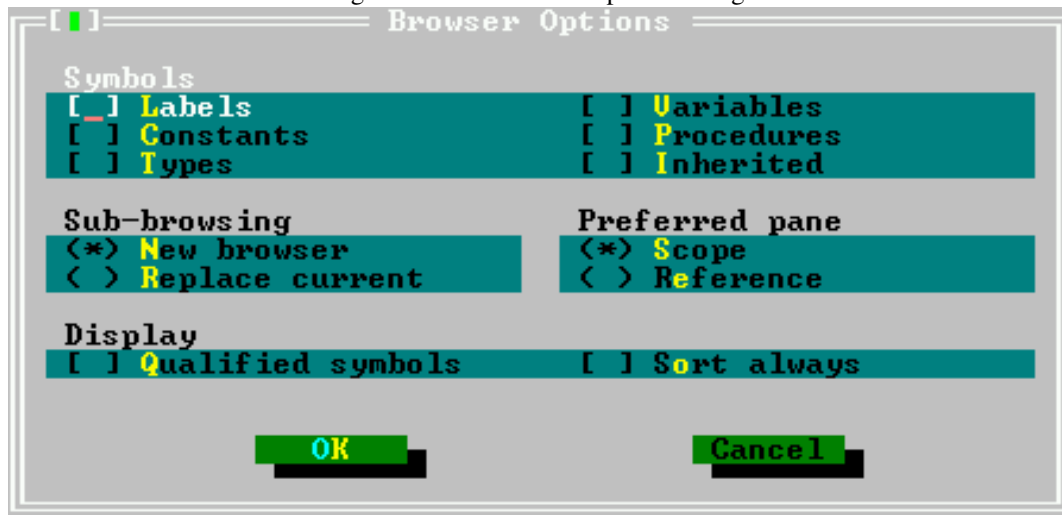 [▮] Browser Options
Symbols
[_] Labels [ ] Variables
[ ] Constants [ ] Procedures
[ ] Types [ ] Inherited
Sub-browsing Preferred pane
(*) New browser (*) Scope
( ) Replace current ( ) Reference
Display
[ ] Qualified symbols [ ] Sort always
OK Cancel